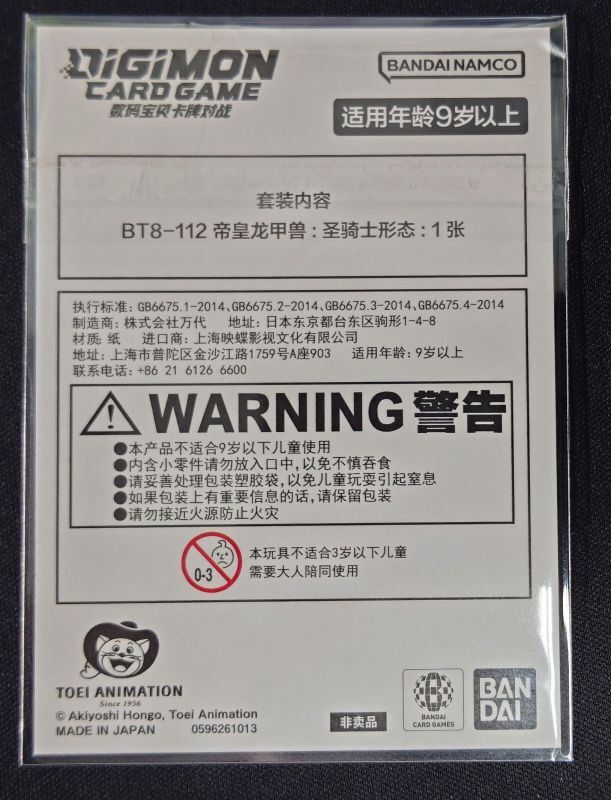 DIGIMON
CARD GAME
数码宝贝卡牌对战
BANDAI NAMCO
适用年龄9岁以上
套装内容
BT8-112 帝皇龙甲兽：圣骑士形态：1 张
执行标准：GB6675.1-2014、GB6675.2-2014、GB6675.3-2014、GB6675.4-2014
制造商：株式会社万代 地址：日本东京都台东区驹形1-4-8
材质：纸 进口商：上海映蝶影视文化有限公司
地址：上海市普陀区金沙江路1759号A座903 适用年龄：9岁以上
联系电话：+86 21 6126 6600
WARNING 警告
●本产品不适合9岁以下儿童使用
●内含小零件请勿放入口中，以免不慎吞食
●请妥善处理包装塑胶袋，以免儿童玩耍引起窒息
●如果包装上有重要信息的话，请保留包装
●请勿接近火源防止火灾
0-3
本玩具不适合3岁以下儿童
需要大人陪同使用
TOEI ANIMATION
Since 1956
© Akiyoshi Hongo, Toei Animation
MADE IN JAPAN 0596261013
非卖品
BANDAI
CARD GAMES
BAN
DAI